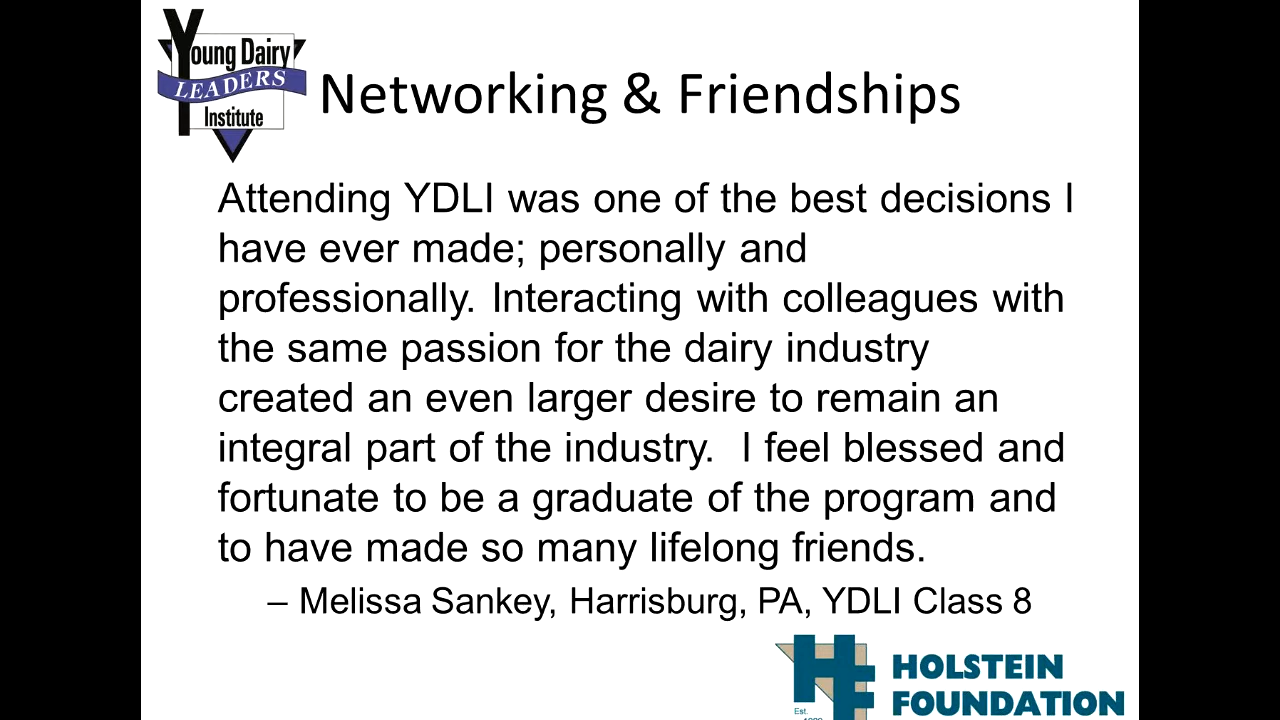 Young Dairy
LEADERS
Institute
Networking & Friendships
Attending YDLI was one of the best decisions I
have ever made; personally and
professionally. Interacting with colleagues with
the same passion for the dairy industry
created an even larger desire to remain an
integral part of the industry.  I feel blessed and
fortunate to be a graduate of the program and
to have made so many lifelong friends.
– Melissa Sankey, Harrisburg, PA, YDLI Class 8
HF
HOLSTEIN
FOUNDATION
Est.